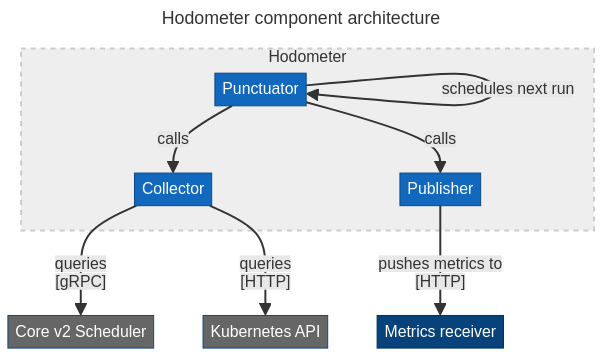 Hodometer component architecture
Hodometer
Punctuator
schedules next run
calls
calls
Collector
Publisher
queries
[gRPC]
queries
[HTTP]
pushes metrics to
[HTTP]
Core v2 Scheduler
Kubernetes API
Metrics receiver